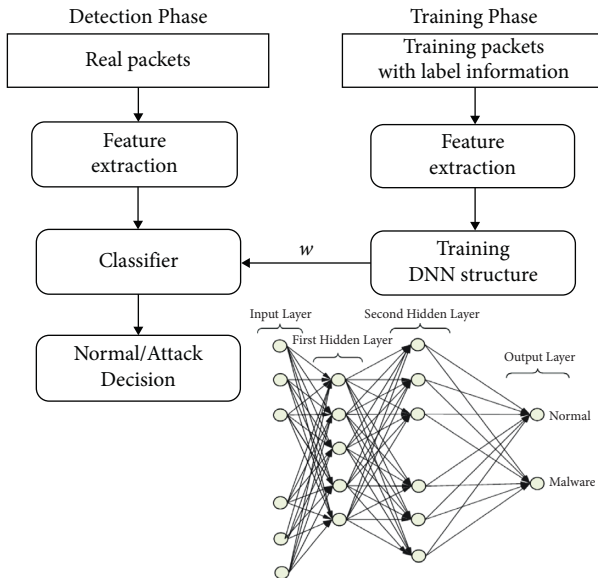 Detection Phase
Real packets
Feature
extraction
Classifier
Normal/Attack
Decision
Training Phase
Training packets
with label information
Feature
extraction
Training
DNN structure
w
Input Layer
First Hidden Layer
Second Hidden Layer
Output Layer
Normal
Malware